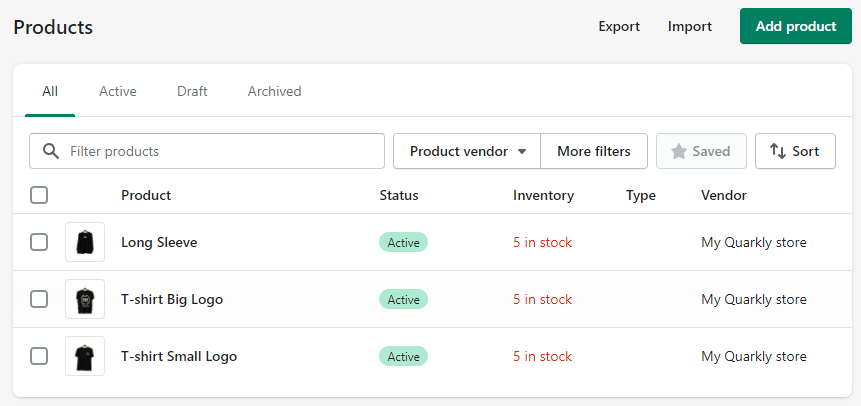 Products Export Import Add product
All Active Draft Archived
Filter products Product vendor More filters Saved Sort
Product Status Inventory Type Vendor
Long Sleeve Active 5 in stock My Quarkly store
T-shirt Big Logo Active 5 in stock My Quarkly store
T-shirt Small Logo Active 5 in stock My Quarkly store